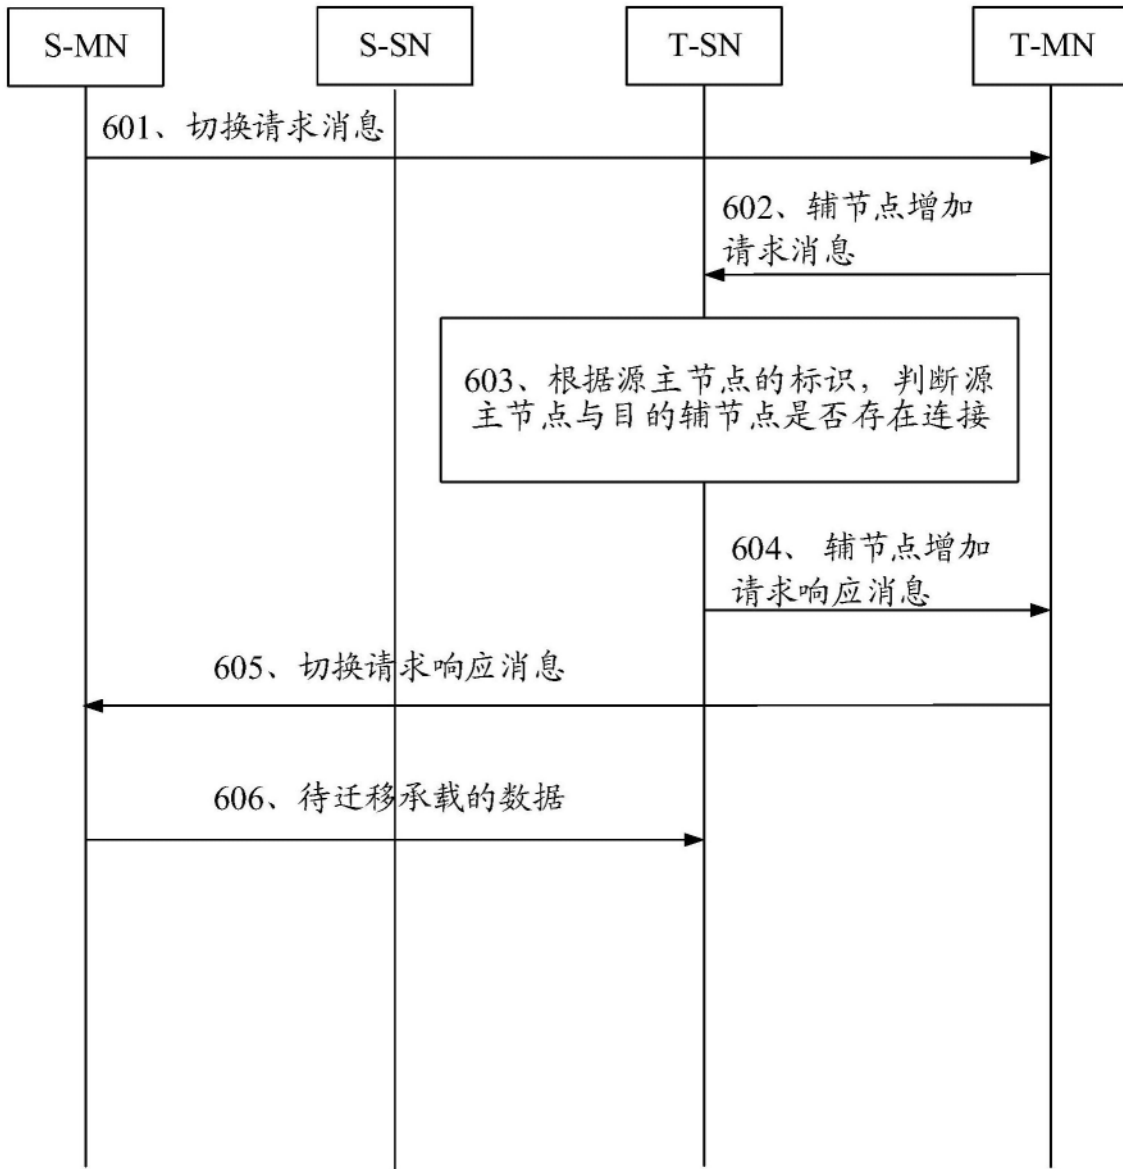 S-MN
S-SN
T-SN
T-MN
601、切换请求消息
602、辅节点增加
请求消息
603、根据源主节点的标识，判断源
主节点与目的辅节点是否存在连接
604、 辅节点增加
请求响应消息
605、切换请求响应消息
606、待迁移承载的数据